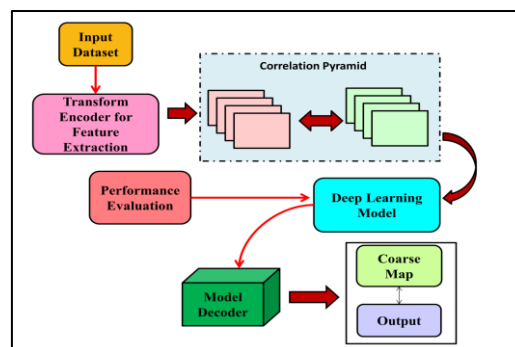 Input
Dataset
Correlation Pyramid
Transform
Encoder for
Feature
Extraction
Performance
Evaluation
Deep Learning
Model
Coarse
Map
Model
Decoder
Output